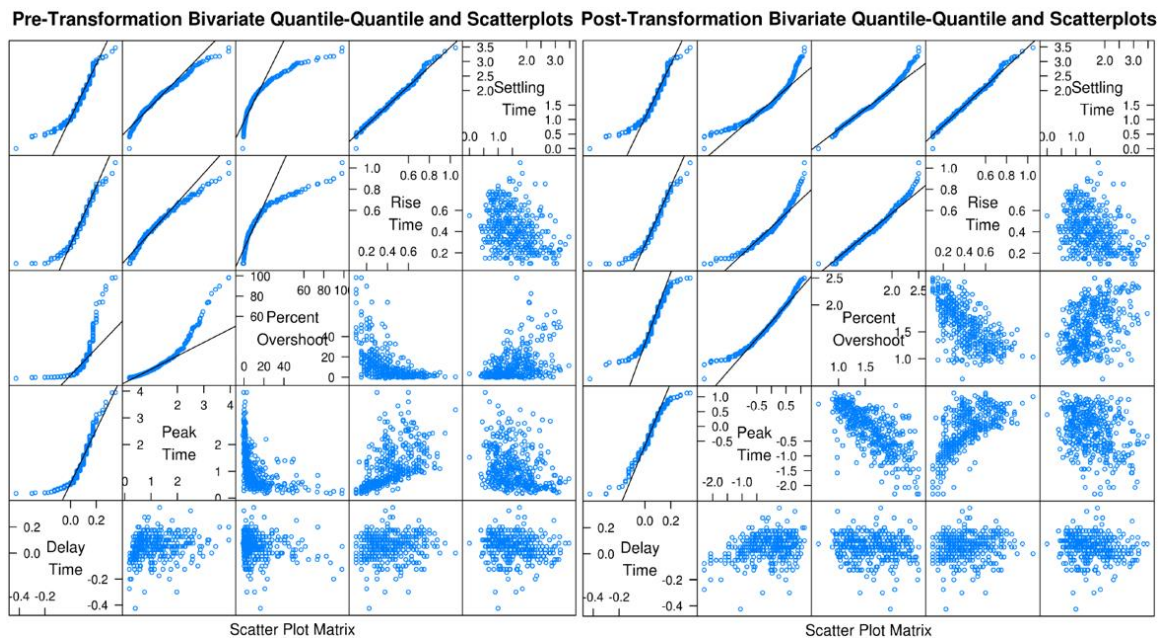 Pre-Transformation Bivariate Quantile-Quantile and Scatterplots
3.5
2.0 3.0
3.0
2.5
2.0
Settling
Time
1.5
1.0
0.5
0.0 1.0
0.0
1.0
0.6 0.8 1.0
0.8
0.6
Rise
Time
0.6
0.4
0.2 0.4 0.6
0.2
100
60 80 100
80
60
Percent
Overshoot
40
20
0 20 40
0
4
2 3 4
3
2
Peak
Time
2
1
0 1 2
0
0.0 0.2
0.2
0.0
Delay
Time
-0.2
-0.4 -0.2
-0.4
Scatter Plot Matrix
Post-Transformation Bivariate Quantile-Quantile and Scatterplots
3.5
2.0 3.0
3.0
2.5
2.0
Settling
Time
1.5
1.0
0.5
0.0 1.0
0.0
1.0
0.6 0.8 1.0
0.8
0.6
Rise
Time
0.6
0.4
0.2 0.4 0.6
0.2
2.5
2.0 2.5
2.0
Percent
Overshoot
1.5
1.0
1.0 1.5
1.0
-0.5 0.5
0.5
0.0
-0.5
Peak
Time
-0.5
-1.0
-1.5
-2.0 -1.0
-2.0
0.0 0.2
0.2
0.0
Delay
Time
-0.2
-0.4 -0.2
-0.4
Scatter Plot Matrix